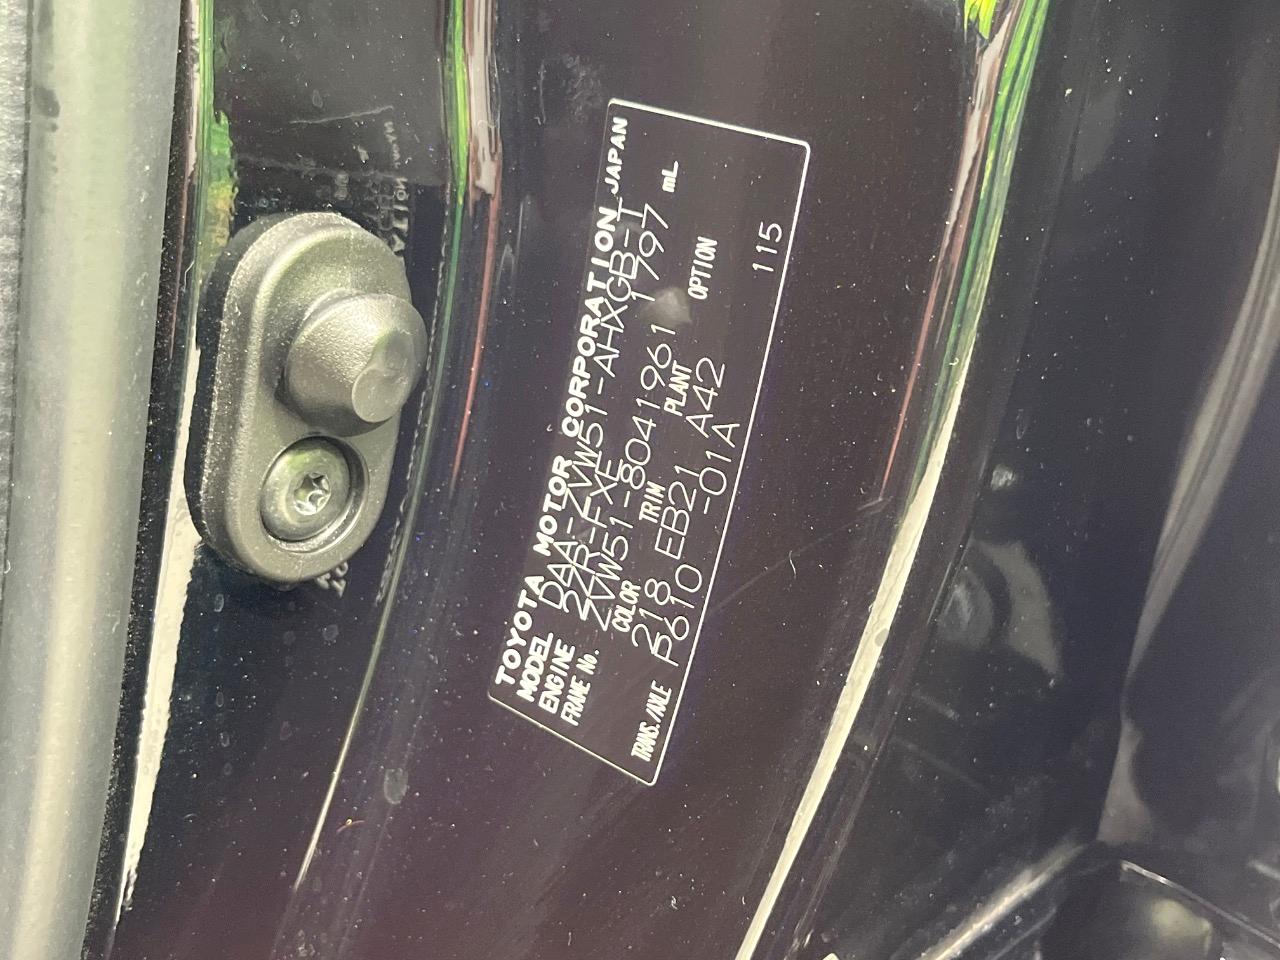 TOYOTA MOTOR CORPORATION JAPAN
MODEL DAA-ZVW51-AHXGB-T
ENGINE 2ZR-FXE 1797 mL
FRAME No. ZVW51-8041961
COLOR TRIM PLANT OPTION
218 EB21 A42
TRANS./AXLE P610 -01A 115